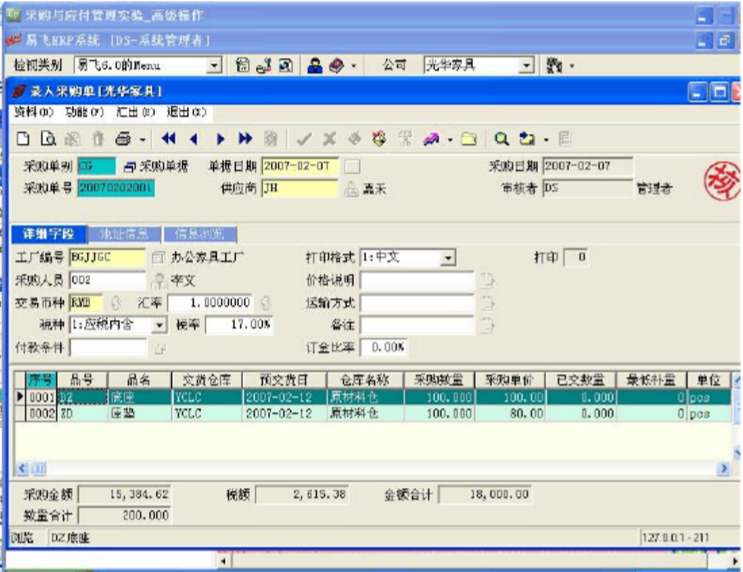 采购与应付管理实验_高级操作
易飞ERP系统 [DS-系统管理者]
检视类别 易飞6.0的Menu 公司 光华家具
录入采购单[光华家具]
资料(D) 功能(F) 汇出(E) 退出(X)
采购单别 CG 采购单据 单据日期 2007-02-07 采购日期 2007-02-07
采购单号 20070202001 供应商 JH 嘉禾 审核者 DS 管理者
核
详细字段 地址信息 信息浏览
工厂编号 BGJJGC 办公家具工厂 打印格式 1:中文 打印 0
采购人员 002 李文 价格说明
交易币种 RMB 汇率 1.0000000 运输方式
税种 1:应税内含 税率 17.00% 备注
付款条件 订金比率 0.00%
序号 品号 品名 交货仓库 预交货日 仓库名称 采购数量 采购单价 已交数量 最低补量 单位
0001 DZ 底座 YCLC 2007-02-12 原材料仓 100.000 100.00 0.000 0 pcs
0002 ZD 座垫 YCLC 2007-02-12 原材料仓 100.000 80.00 0.000 0 pcs
采购金额 15,384.62 税额 2,615.38 金额合计 18,000.00
数量合计 200.000
浏览 DZ底座 127.0.0.1 - 211